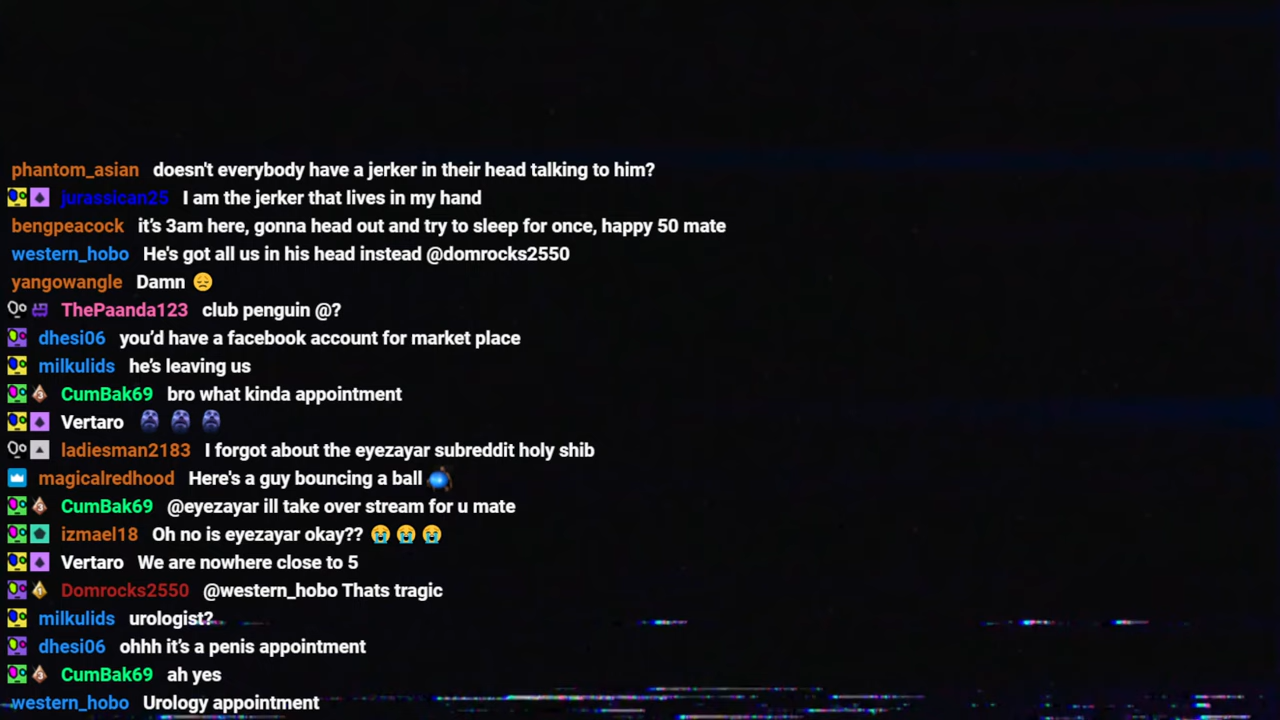 phantom_asian doesn't everybody have a jerker in their head talking to him?
jurassican25 I am the jerker that lives in my hand
bengpeacock it's 3am here, gonna head out and try to sleep for once, happy 50 mate
western_hobo He's got all us in his head instead @domrocks2550
yangowangle Damn 😔
ThePaanda123 club penguin @?
dhesi06 you'd have a facebook account for market place
milkulids he's leaving us
CumBak69 bro what kinda appointment
Vertaro
ladiesman2183 I forgot about the eyezayar subreddit holy shib
magicalredhood Here's a guy bouncing a ball
CumBak69 @eyezayar ill take over stream for u mate
izmael18 Oh no is eyezayar okay?? 😭 😭 😭
Vertaro We are nowhere close to 5
Domrocks2550 @western_hobo Thats tragic
milkulids urologist?
dhesi06 ohhh it's a penis appointment
CumBak69 ah yes
western_hobo Urology appointment